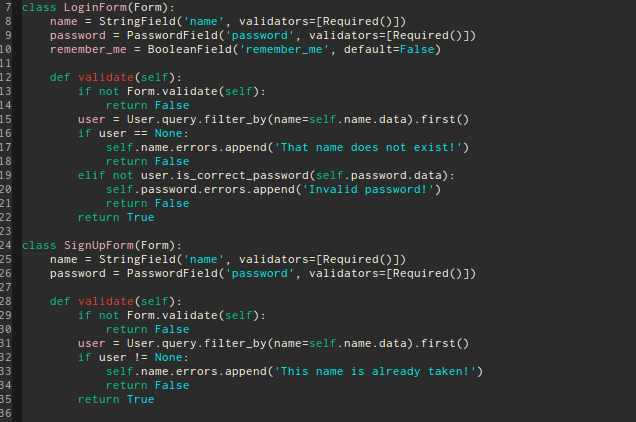 7 class LoginForm(Form):
8     name = StringField('name', validators=[Required()])
9     password = PasswordField('password', validators=[Required()])
10     remember_me = BooleanField('remember_me', default=False)
11
12     def validate(self):
13         if not Form.validate(self):
14             return False
15         user = User.query.filter_by(name=self.name.data).first()
16         if user == None:
17             self.name.errors.append('That name does not exist!')
18             return False
19         elif not user.is_correct_password(self.password.data):
20             self.password.errors.append('Invalid password!')
21             return False
22         return True
23
24 class SignUpForm(Form):
25     name = StringField('name', validators=[Required()])
26     password = PasswordField('password', validators=[Required()])
27
28     def validate(self):
29         if not Form.validate(self):
30             return False
31         user = User.query.filter_by(name=self.name.data).first()
32         if user != None:
33             self.name.errors.append('This name is already taken!')
34             return False
35         return True
36